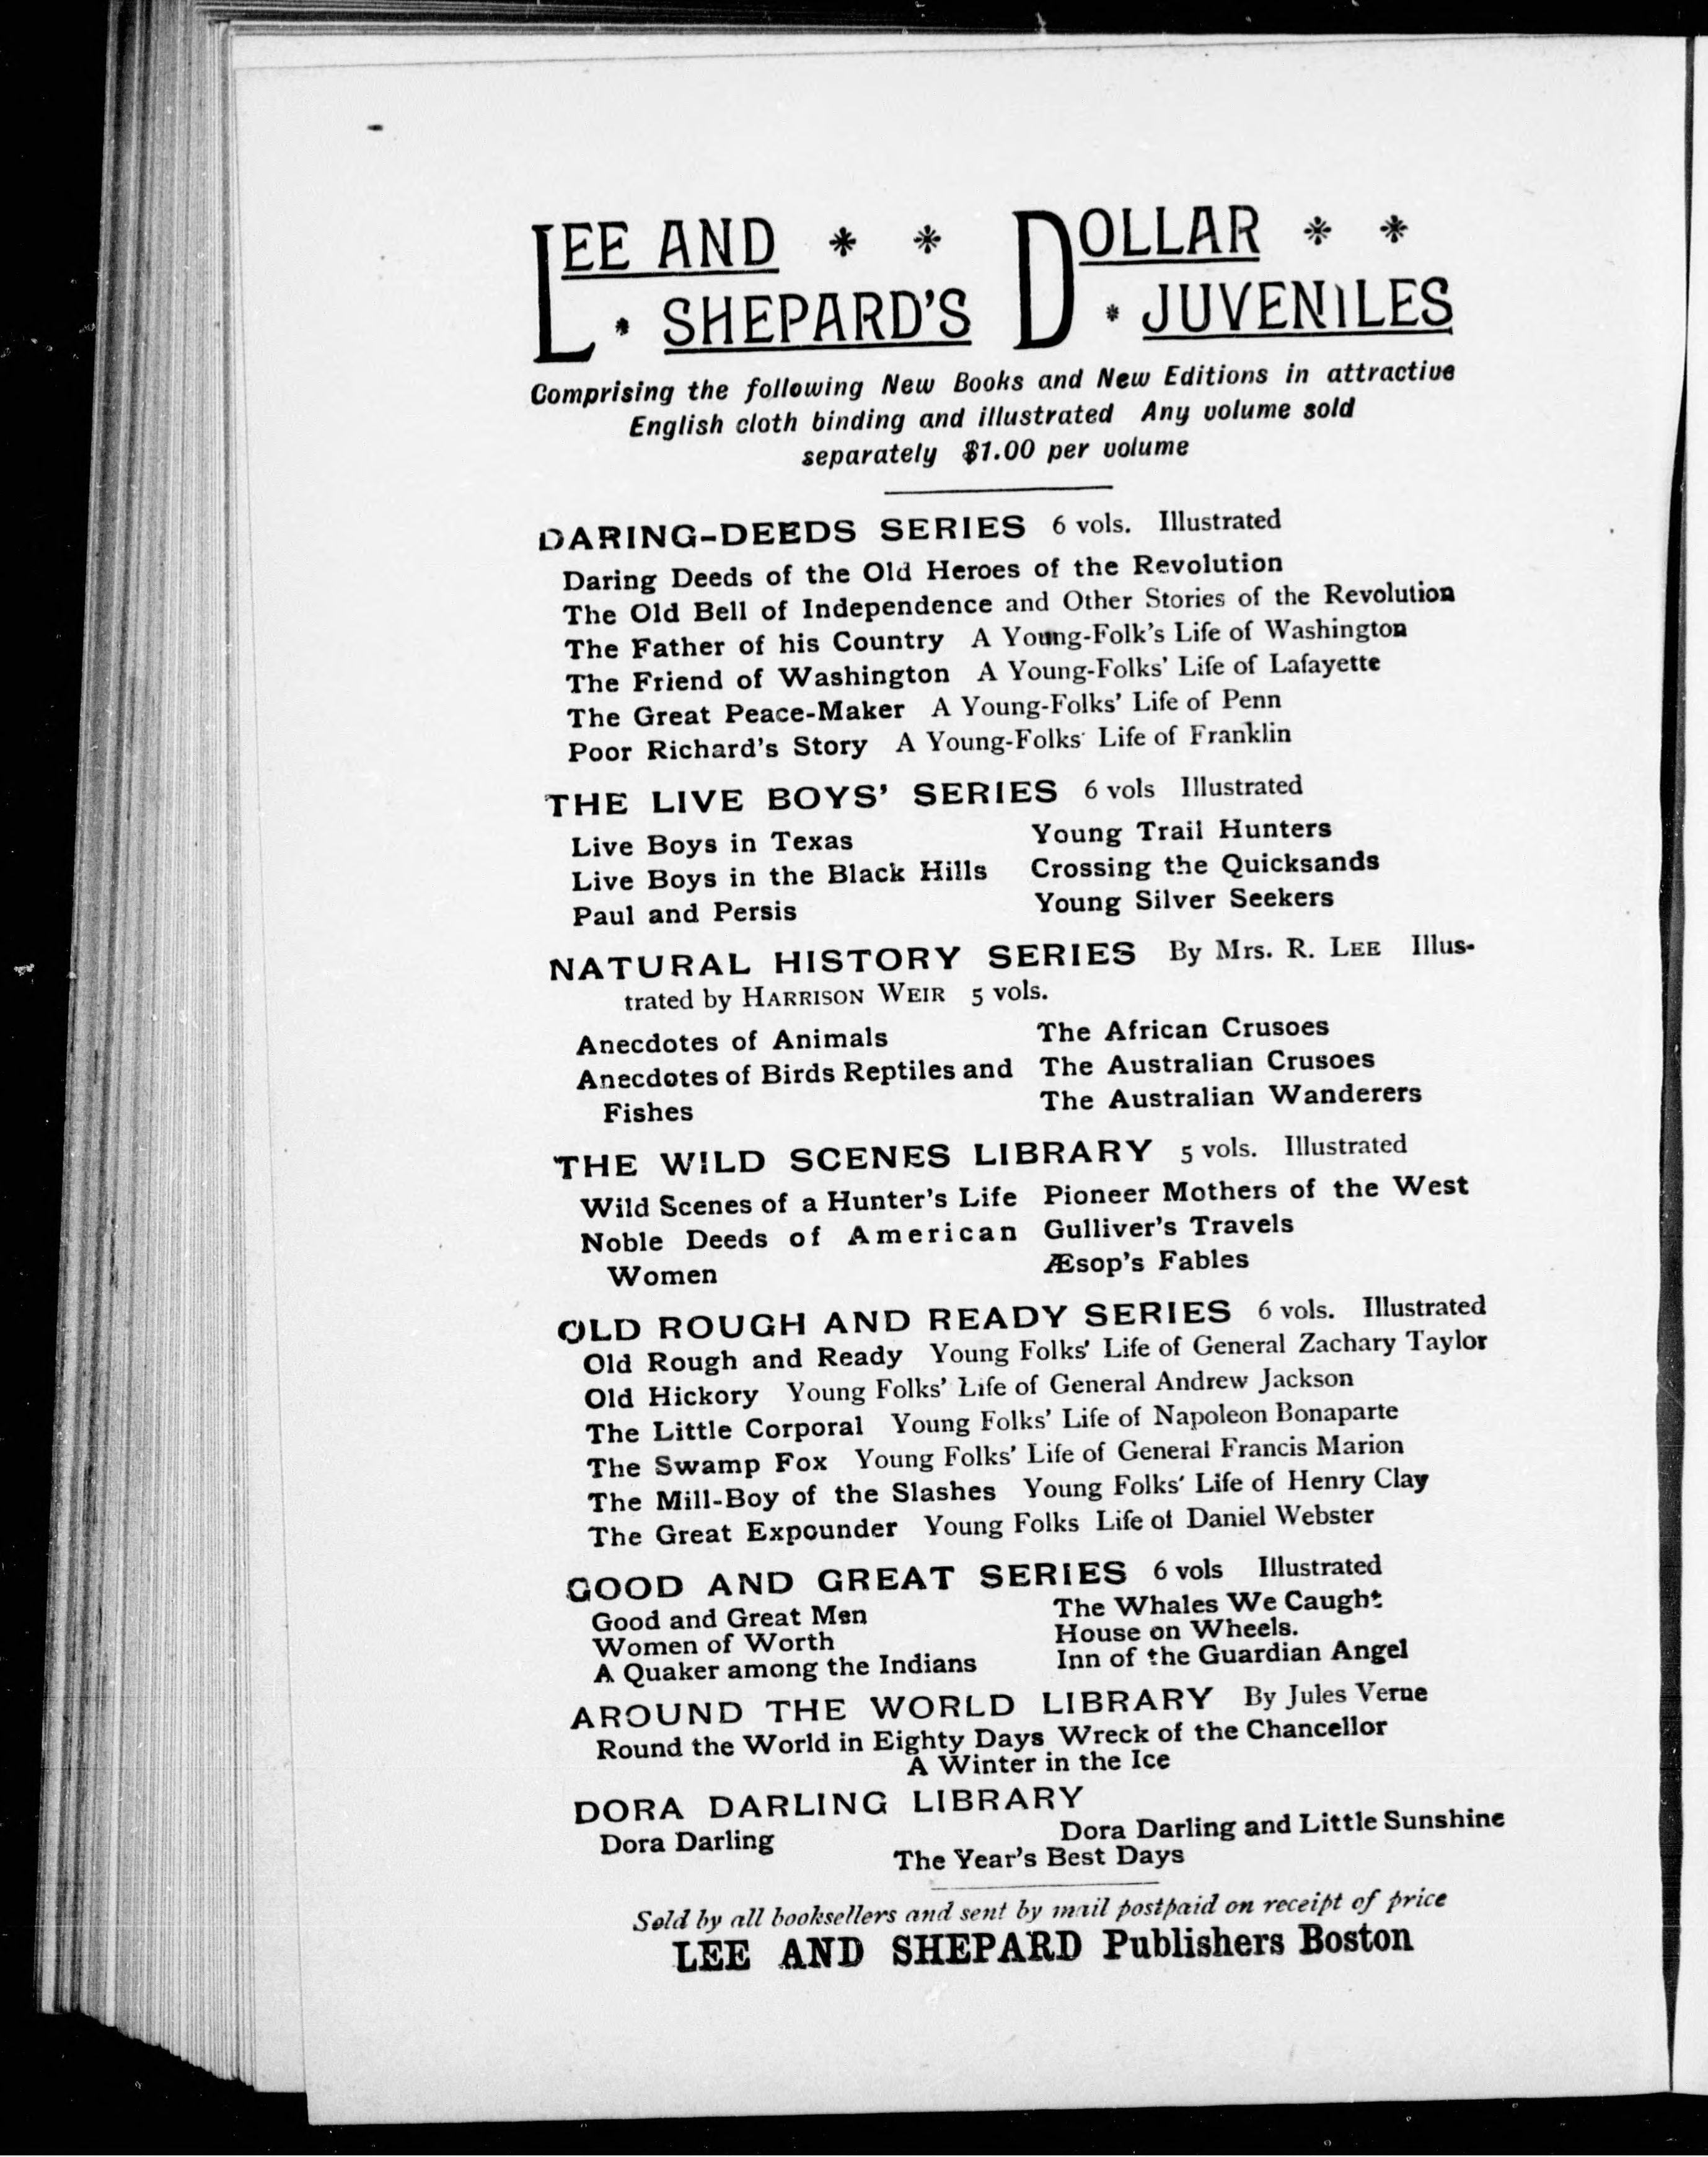 LEE AND * * DOLLAR * *
* SHEPARD'S * JUVENILES
Comprising the following New Books and New Editions in attractive
English cloth binding and illustrated Any volume sold
separately $1.00 per volume
DARING-DEEDS SERIES 6 vols. Illustrated
Daring Deeds of the Old Heroes of the Revolution
The Old Bell of Independence and Other Stories of the Revolution
The Father of his Country A Young-Folk's Life of Washington
The Friend of Washington A Young-Folks' Life of Lafayette
The Great Peace-Maker A Young-Folks' Life of Penn
Poor Richard's Story A Young-Folks' Life of Franklin
THE LIVE BOYS' SERIES 6 vols Illustrated
Live Boys in Texas
Live Boys in the Black Hills
Paul and Persis
Young Trail Hunters
Crossing the Quicksands
Young Silver Seekers
NATURAL HISTORY SERIES By Mrs. R. LEE Illus-
trated by HARRISON WEIR 5 vols.
Anecdotes of Animals
Anecdotes of Birds Reptiles and
Fishes
The African Crusoes
The Australian Crusoes
The Australian Wanderers
THE WILD SCENES LIBRARY 5 vols. Illustrated
Wild Scenes of a Hunter's Life
Noble Deeds of American
Women
Pioneer Mothers of the West
Gulliver's Travels
Æsop's Fables
OLD ROUGH AND READY SERIES 6 vols. Illustrated
Old Rough and Ready Young Folks' Life of General Zachary Taylor
Old Hickory Young Folks' Life of General Andrew Jackson
The Little Corporal Young Folks' Life of Napoleon Bonaparte
The Swamp Fox Young Folks' Life of General Francis Marion
The Mill-Boy of the Slashes Young Folks' Life of Henry Clay
The Great Expounder Young Folks Life of Daniel Webster
GOOD AND GREAT SERIES 6 vols Illustrated
Good and Great Men
Women of Worth
A Quaker among the Indians
The Whales We Caught
House on Wheels.
Inn of the Guardian Angel
AROUND THE WORLD LIBRARY By Jules Verne
Round the World in Eighty Days Wreck of the Chancellor
A Winter in the Ice
DORA DARLING LIBRARY
Dora Darling Dora Darling and Little Sunshine
The Year's Best Days
Sold by all booksellers and sent by mail postpaid on receipt of price
LEE AND SHEPARD Publishers Boston